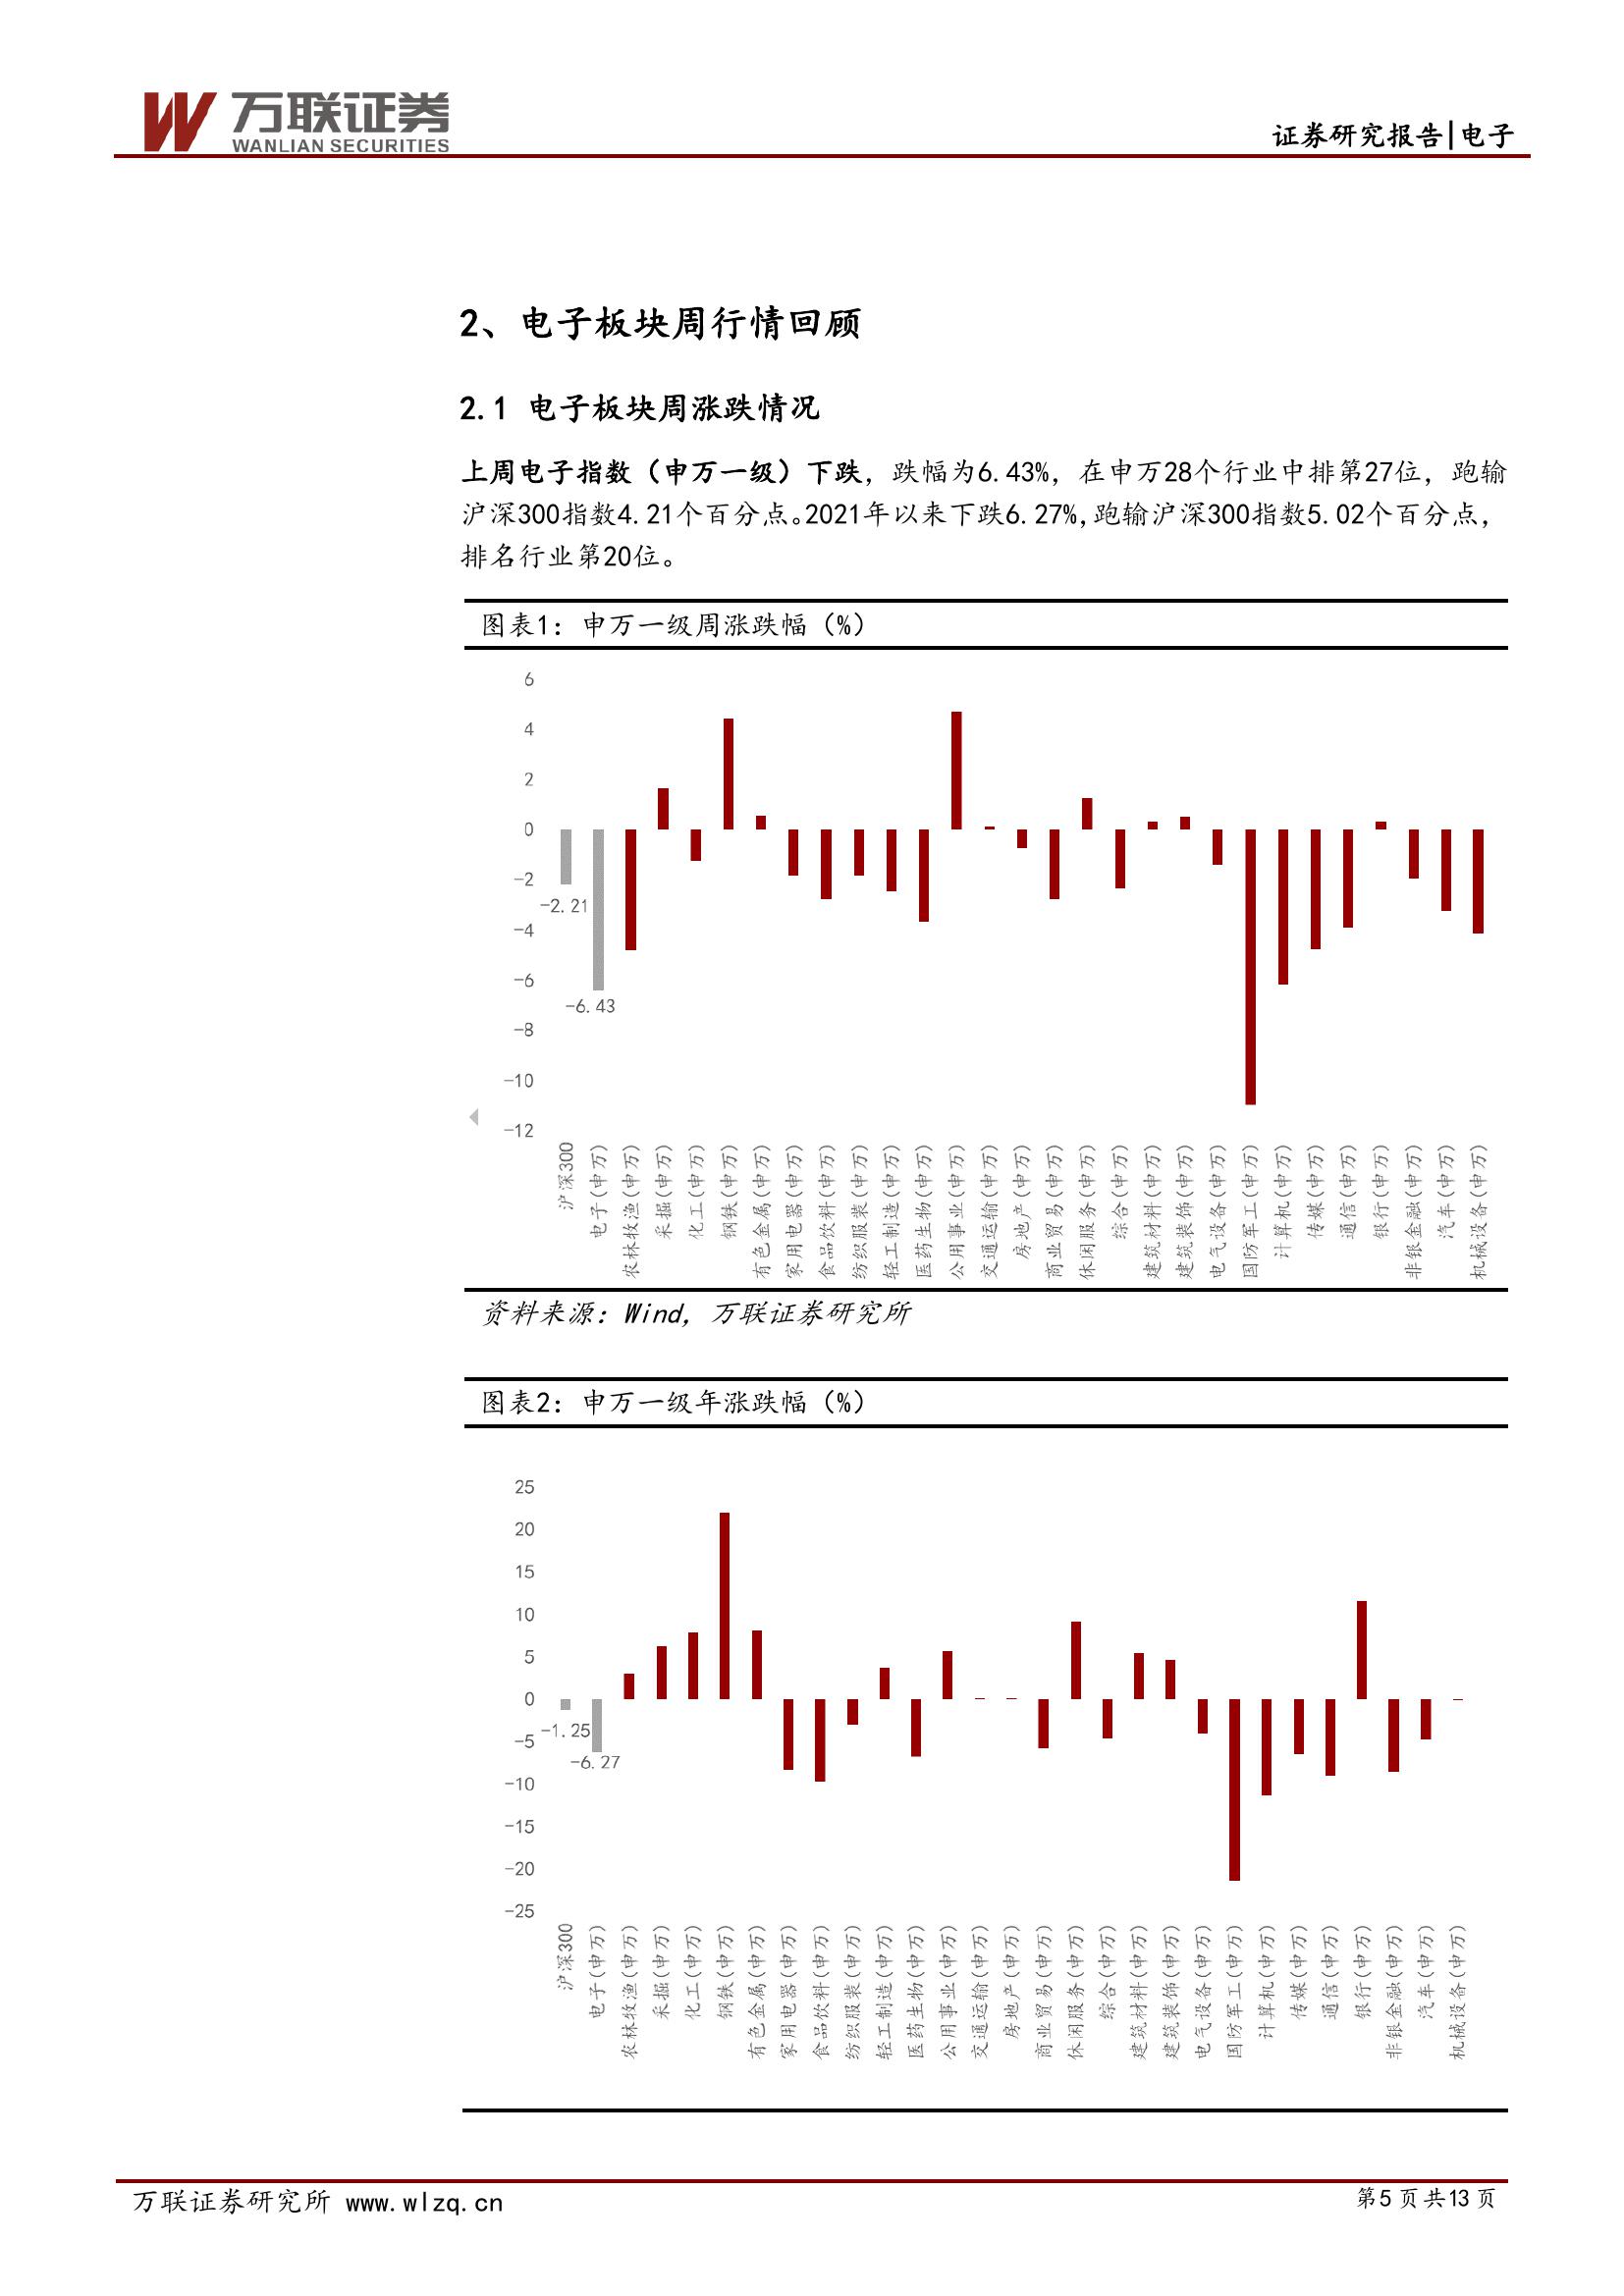 万联证券
WANLIAN SECURITIES
证券研究报告|电子
2、电子板块周行情回顾
2.1 电子板块周涨跌情况
上周电子指数（申万一级）下跌，跌幅为6.43%，在申万28个行业中排第27位，跑输
沪深300指数4.21个百分点。2021年以来下跌6.27%，跑输沪深300指数5.02个百分点，
排名行业第20位。
图表1：申万一级周涨跌幅（%）
6
4
2
0
-2
-4
-6
-8
-10
-12
-2.21
-6.43
沪深300
电子(申万)
农林牧渔(申万)
采掘(申万)
化工(申万)
钢铁(申万)
有色金属(申万)
家用电器(申万)
食品饮料(申万)
纺织服装(申万)
轻工制造(申万)
医药生物(申万)
公用事业(申万)
交通运输(申万)
房地产(申万)
商业贸易(申万)
休闲服务(申万)
综合(申万)
建筑材料(申万)
建筑装饰(申万)
电气设备(申万)
国防军工(申万)
计算机(申万)
传媒(申万)
通信(申万)
银行(申万)
非银金融(申万)
汽车(申万)
机械设备(申万)
资料来源：Wind，万联证券研究所
图表2：申万一级年涨跌幅（%）
25
20
15
10
5
0
-5
-10
-15
-20
-25
-1.25
-6.27
沪深300
电子(申万)
农林牧渔(申万)
采掘(申万)
化工(申万)
钢铁(申万)
有色金属(申万)
家用电器(申万)
食品饮料(申万)
纺织服装(申万)
轻工制造(申万)
医药生物(申万)
公用事业(申万)
交通运输(申万)
房地产(申万)
商业贸易(申万)
休闲服务(申万)
综合(申万)
建筑材料(申万)
建筑装饰(申万)
电气设备(申万)
国防军工(申万)
计算机(申万)
传媒(申万)
通信(申万)
银行(申万)
非银金融(申万)
汽车(申万)
机械设备(申万)
万联证券研究所 www.wlzq.cn
第5页共13页